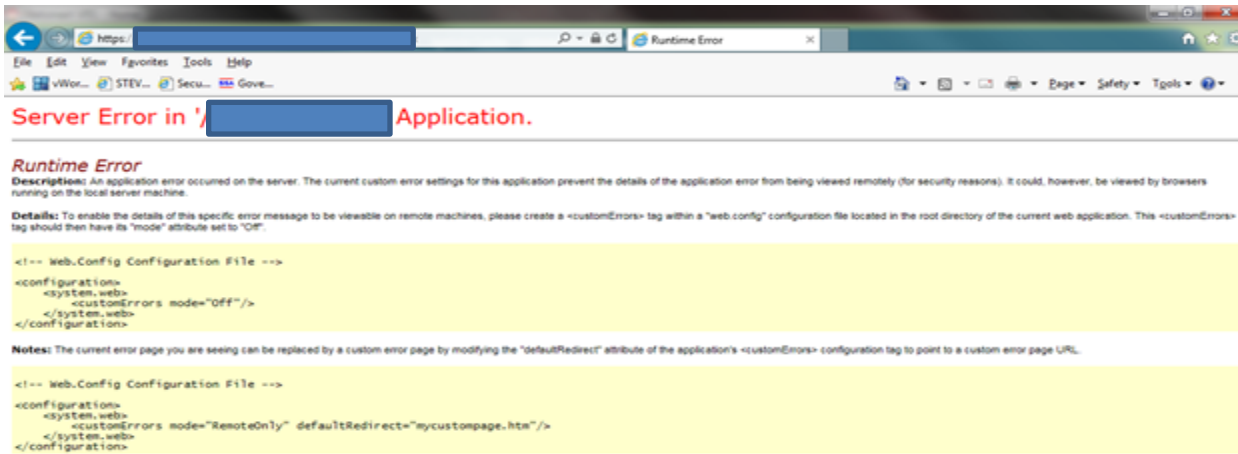 https:/
Runtime Error
File Edit View Favorites Tools Help
vWor... STEV... Secu... Gove...
Page Safety Tools
Server Error in '/ Application.
Runtime Error
Description: An application error occurred on the server. The current custom error settings for this application prevent the details of the application error from being viewed remotely (for security reasons). It could, however, be viewed by browsers
running on the local server machine.
Details: To enable the details of this specific error message to be viewable on remote machines, please create a <customErrors> tag within a "web.config" configuration file located in the root directory of the current web application. This <customErrors>
tag should then have its "mode" attribute set to "Off".
<!-- Web.Config Configuration File -->
<configuration>
<system.web>
<customErrors mode="Off"/>
</system.web>
</configuration>
Notes: The current error page you are seeing can be replaced by a custom error page by modifying the "defaultRedirect" attribute of the application's <customErrors> configuration tag to point to a custom error page URL.
<!-- Web.Config Configuration File -->
<configuration>
<system.web>
<customErrors mode="RemoteOnly" defaultRedirect="mycustompage.htm"/>
</system.web>
</configuration>